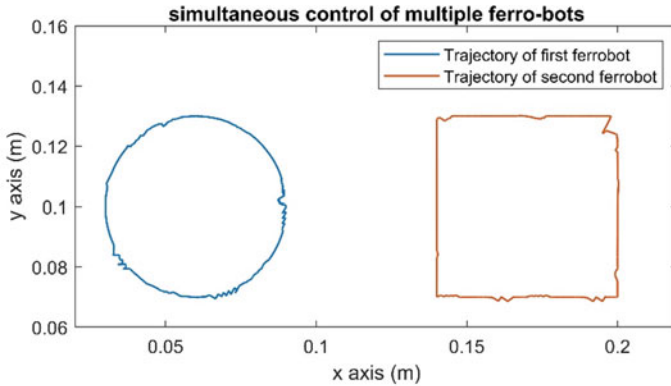 simultaneous control of multiple ferro-bots
0.16
Trajectory of first ferrobot
Trajectory of second ferrobot
0.14
0.12
y axis (m)
0.1
0.08
0.06
0.05
0.1
0.15
0.2
x axis (m)